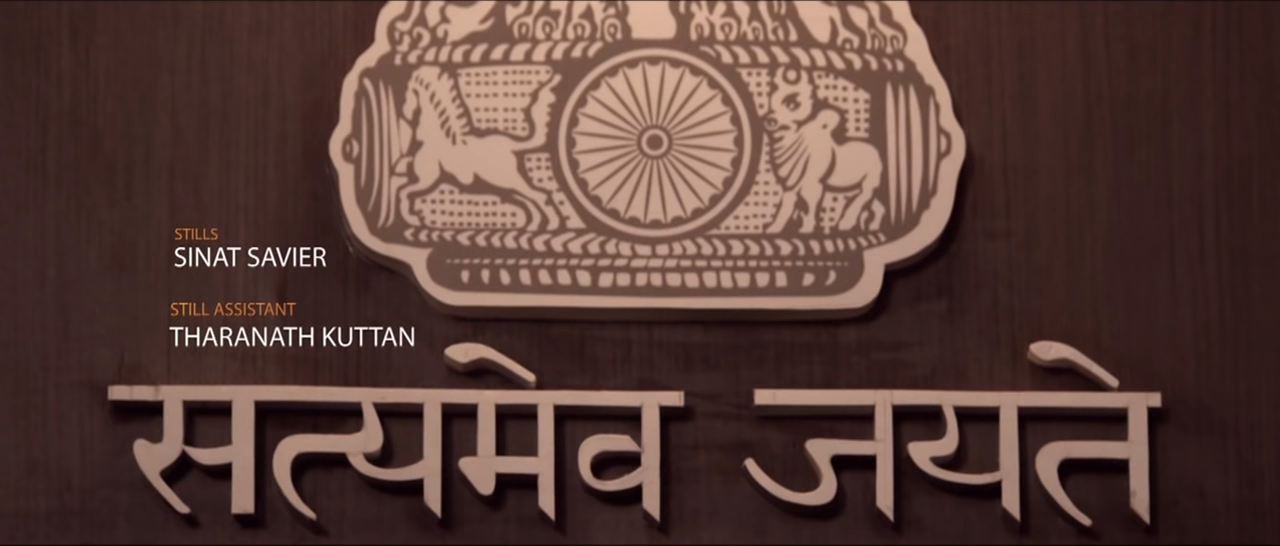 STILLS
SINAT SAVIER
STILL ASSISTANT
THARANATH KUTTAN
सत्यमेव जयते